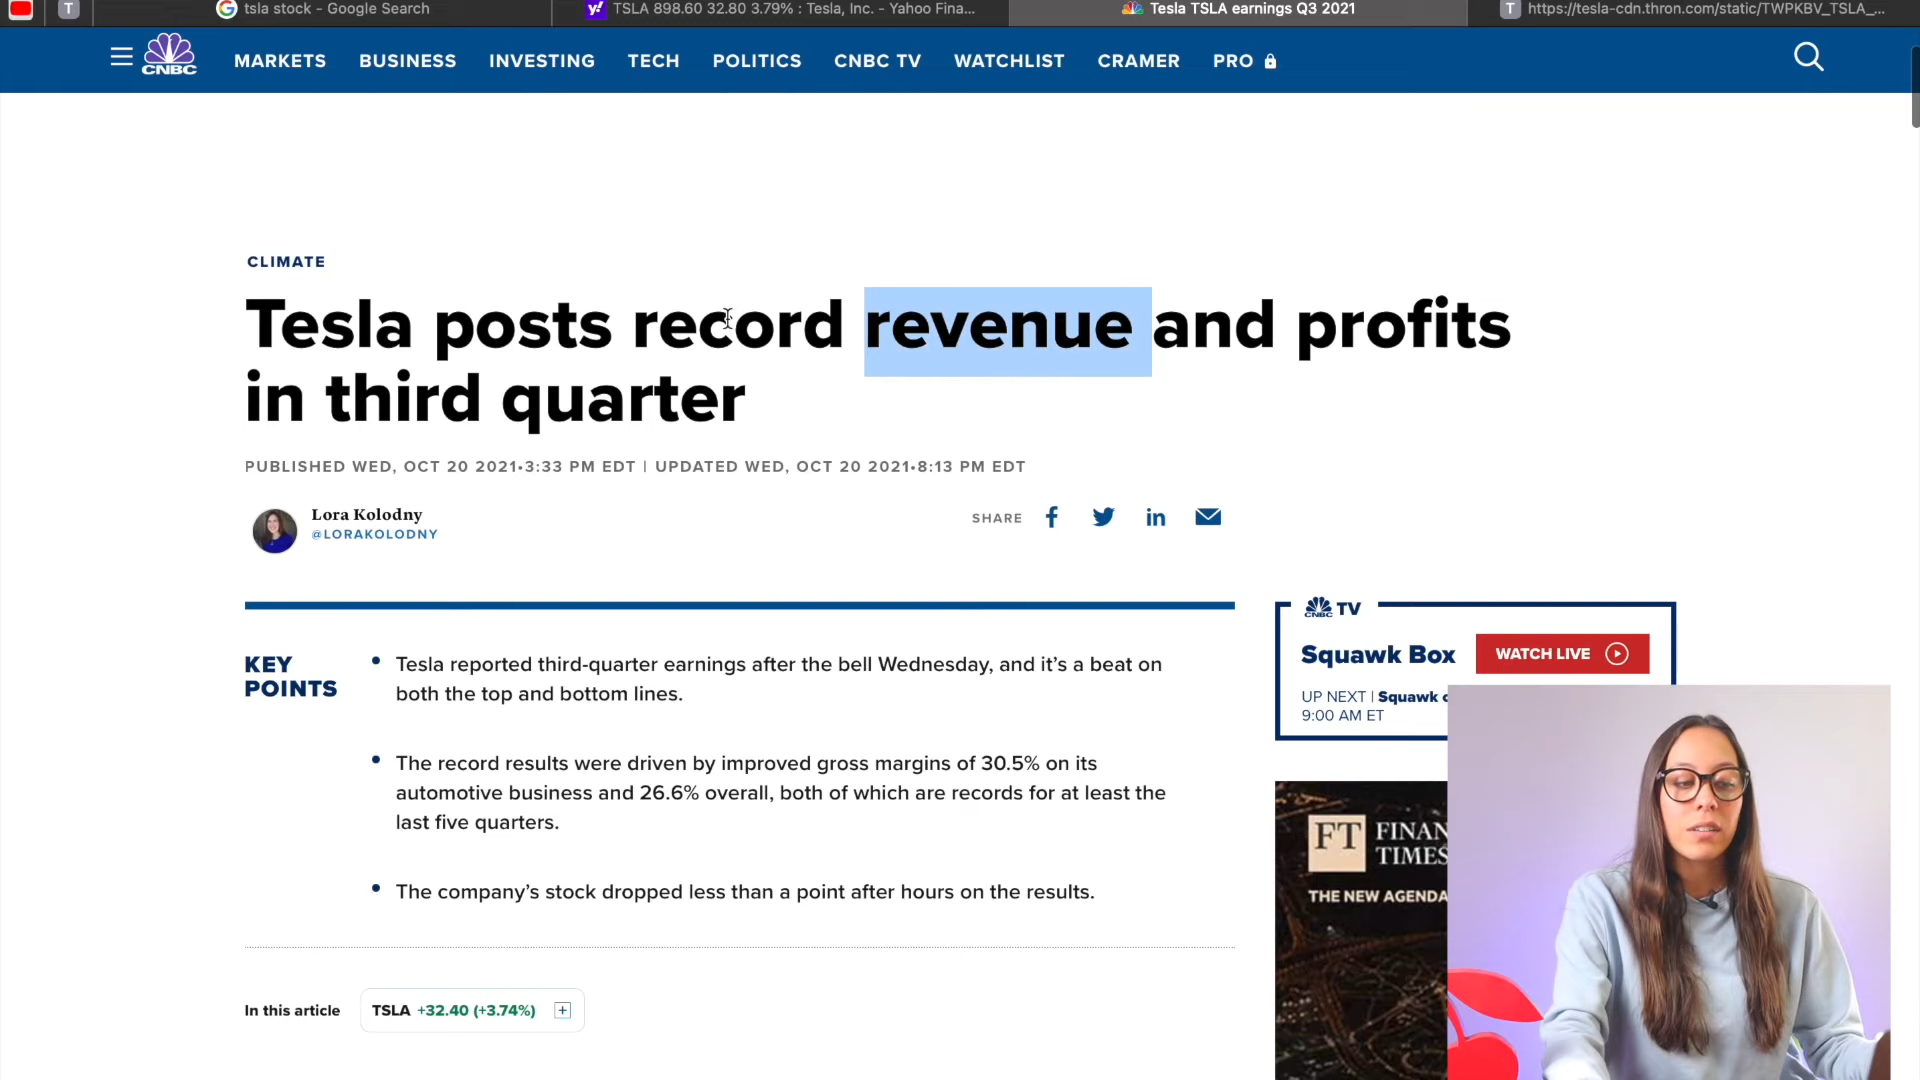 T
tsla stock - Google Search
TSLA 898.60 32.80 3.79% : Tesla, Inc. - Yahoo Fina...
Tesla TSLA earnings Q3 2021
T
https://tesla-cdn.thron.com/static/TWPKBV_TSLA_...
CNBC
MARKETS
BUSINESS
INVESTING
TECH
POLITICS
CNBC TV
WATCHLIST
CRAMER
PRO
CLIMATE
Tesla posts record revenue and profits
in third quarter
PUBLISHED WED, OCT 20 2021•3:33 PM EDT | UPDATED WED, OCT 20 2021•8:13 PM EDT
Lora Kolodny
@LORAKOLODNY
SHARE
KEY
POINTS
• Tesla reported third-quarter earnings after the bell Wednesday, and it’s a beat on
both the top and bottom lines.
• The record results were driven by improved gross margins of 30.5% on its
automotive business and 26.6% overall, both of which are records for at least the
last five quarters.
• The company’s stock dropped less than a point after hours on the results.
In this article
TSLA +32.40 (+3.74%)
CNBC TV
Squawk Box
WATCH LIVE
UP NEXT | Squawk
9:00 AM ET
FT
FINAN
TIMES
THE NEW AGENDA